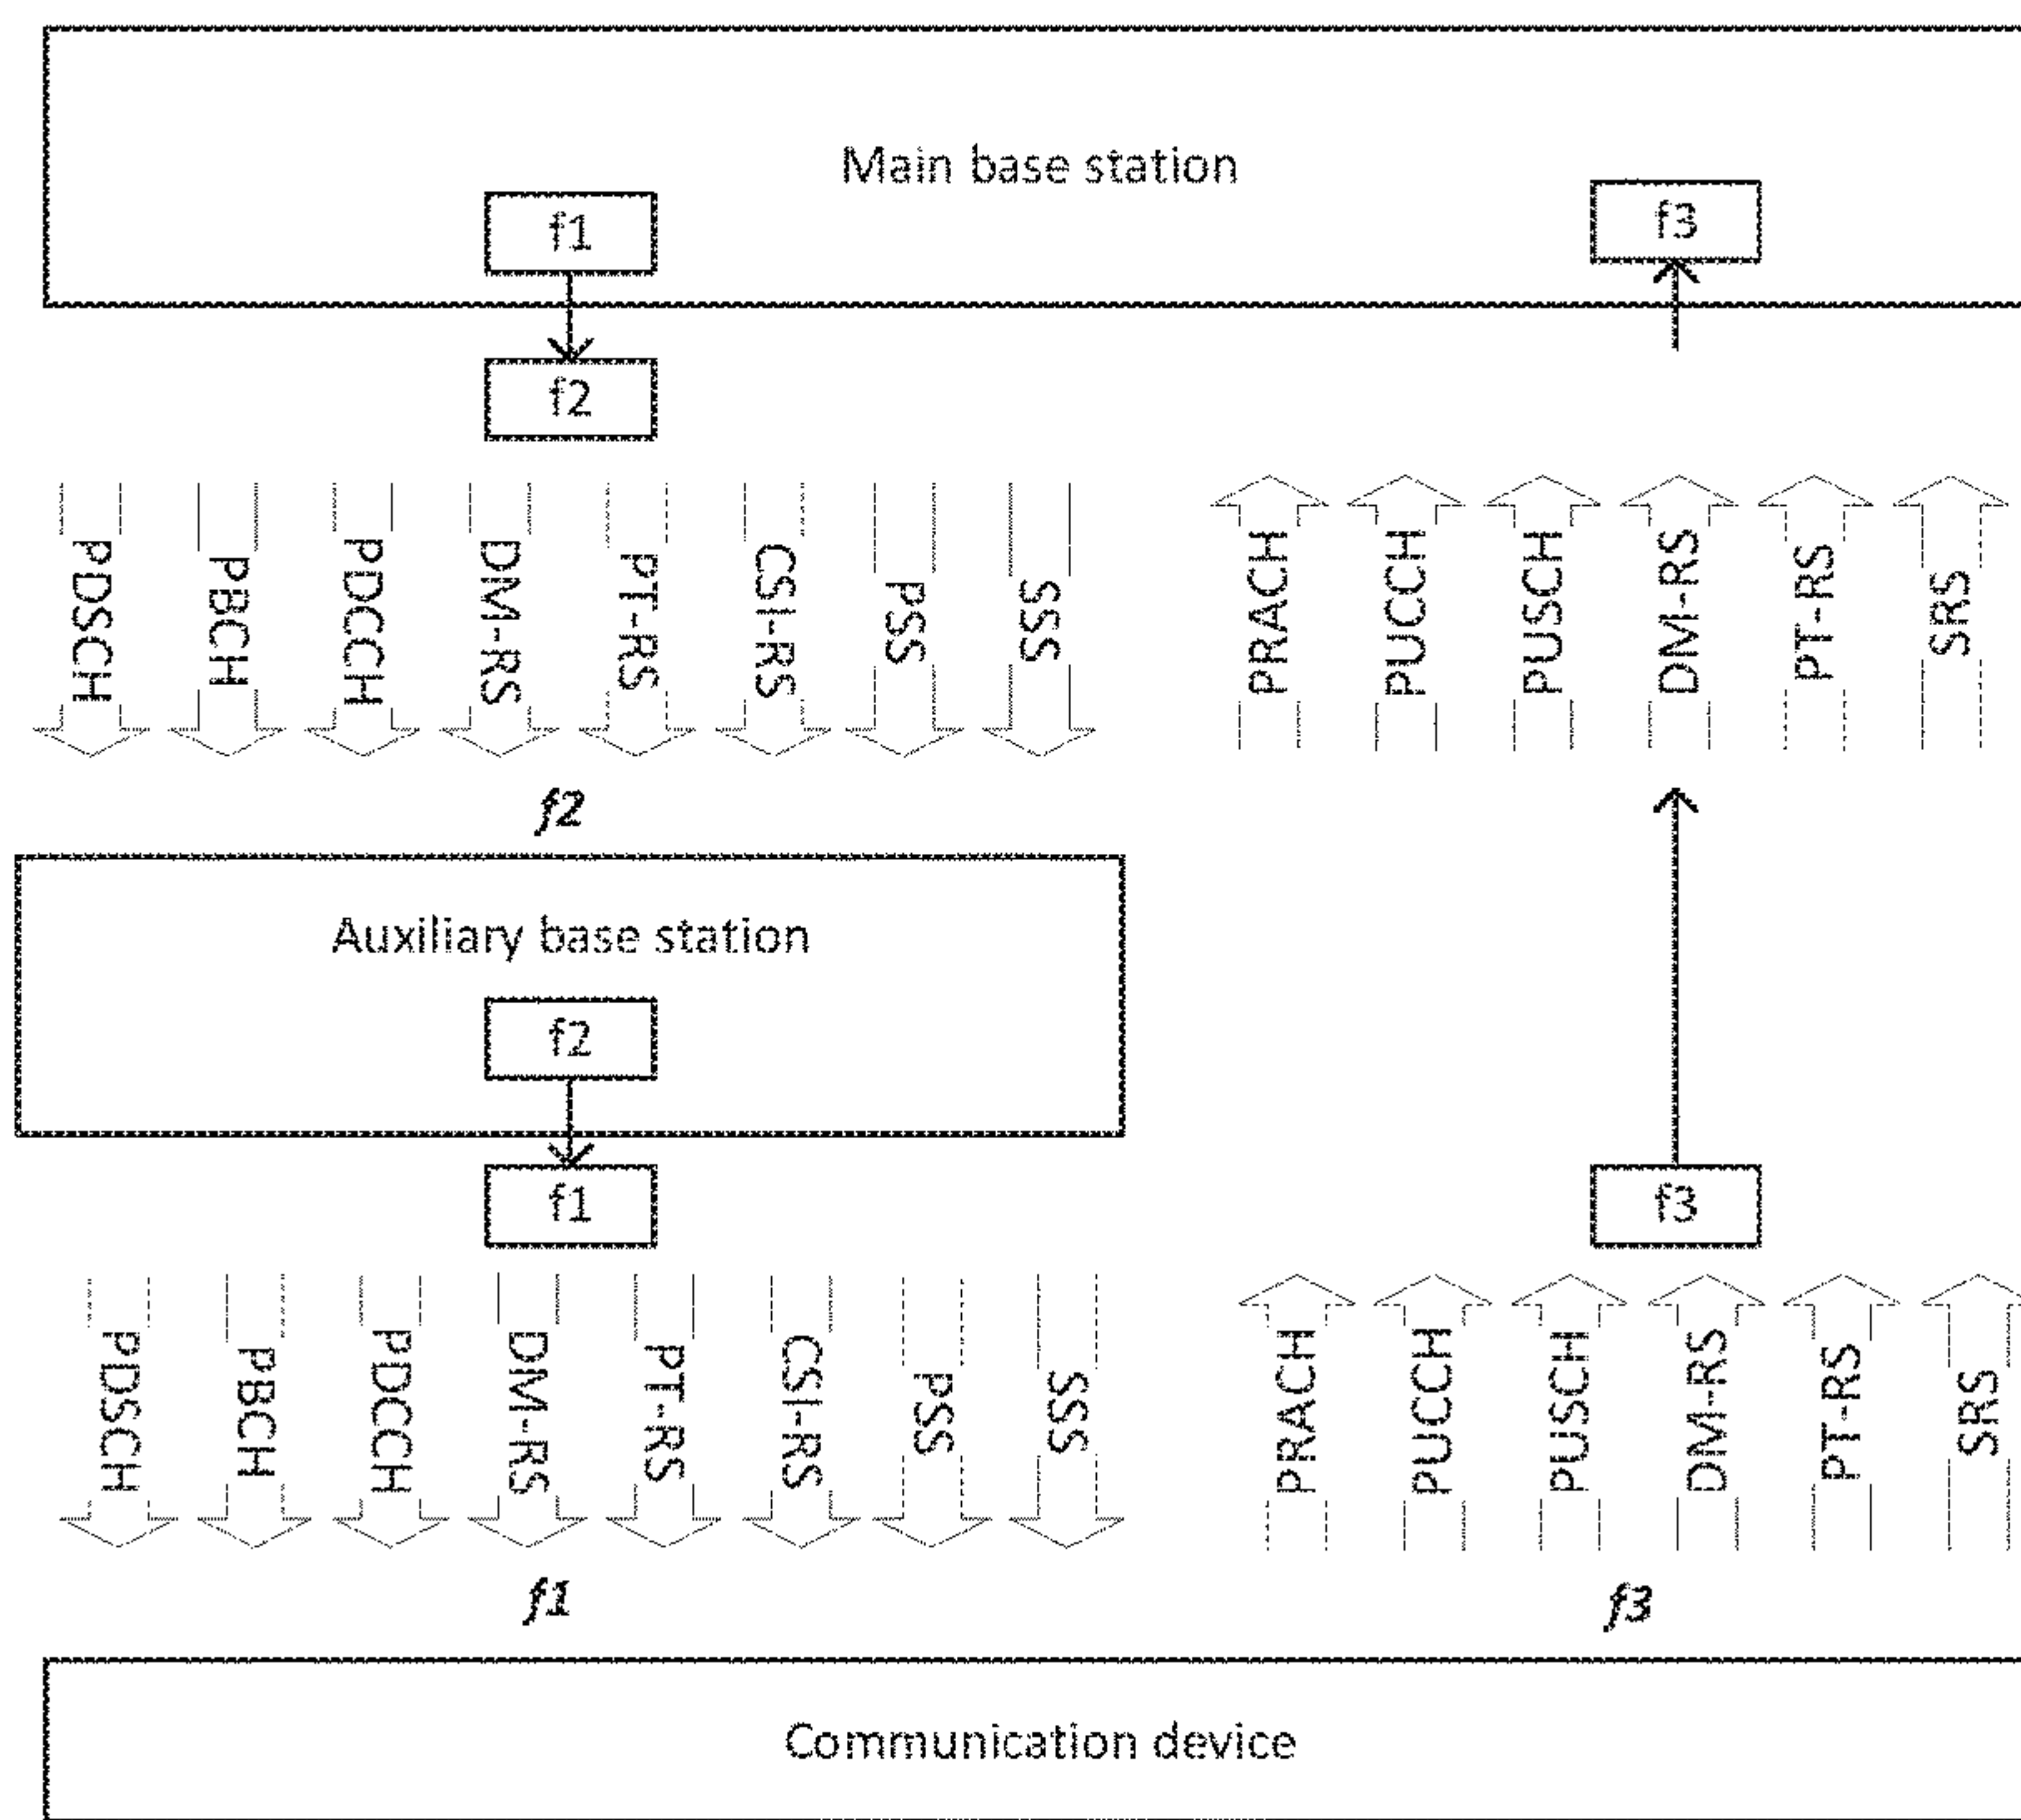 Main base station
f1
f3
f2
PDSCH
PBCH
PDCCH
DM-RS
PT-RS
CSI-RS
PSS
SSS
PRACH
PUCCH
PUSCH
DM-RS
PT-RS
SRS
f2
Auxiliary base station
f2
f1
f3
PDSCH
PBCH
PDCCH
DM-RS
PT-RS
CSI-RS
PSS
SSS
PRACH
PUCCH
PUSCH
DM-RS
PT-RS
SRS
f1
f3
Communication device